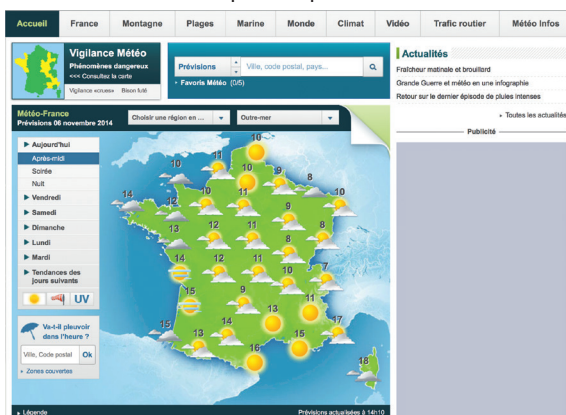 Accueil
France
Montagne
Plages
Marine
Monde
Climat
Vidéo
Trafic routier
Météo Infos
Vigilance Météo
Phénomènes dangereux
<<< Consultez la carte
Vigilance «crues» Bison futé
Prévisions
Ville, code postal, pays...
Favoris Météo (0/5)
Actualités
Fraîcheur matinale et brouillard
Grande Guerre et météo en une infographie
Retour sur le dernier épisode de pluies intenses
Toutes les actualités
Publicité
Météo-France
Prévisions 06 novembre 2014
Choisir une région en ...
Outre-mer
Aujourd'hui
Après-midi
Soirée
Nuit
Vendredi
Samedi
Dimanche
Lundi
Mardi
Tendances des
jours suivants
UV
Va-t-il pleuvoir
dans l'heure ?
Ville, Code postal Ok
Zones couvertes
10
11
10
10
9
8
14
12
10
11
10
9
13
12
11
8
14
12
11
10
7
15
9
11
13
15
13
14
17
16
15
18
Légende
Prévisions actualisées à 14h10